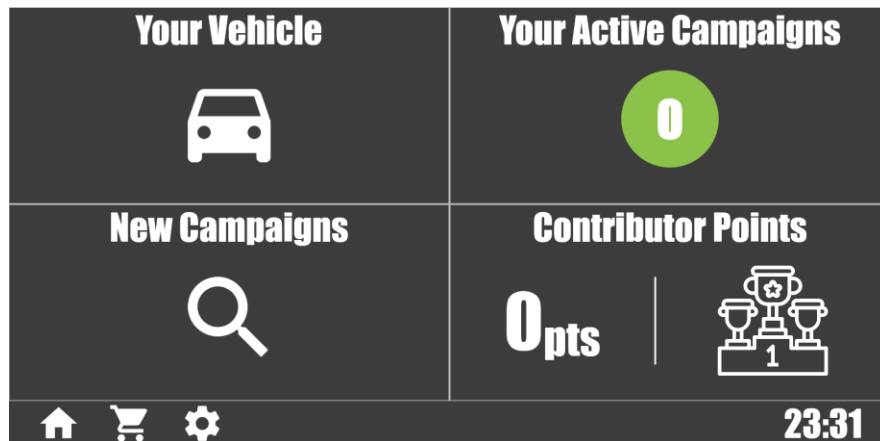 Your Vehicle
Your Active Campaigns
0
New Campaigns
Contributor Points
0pts
1
23:31